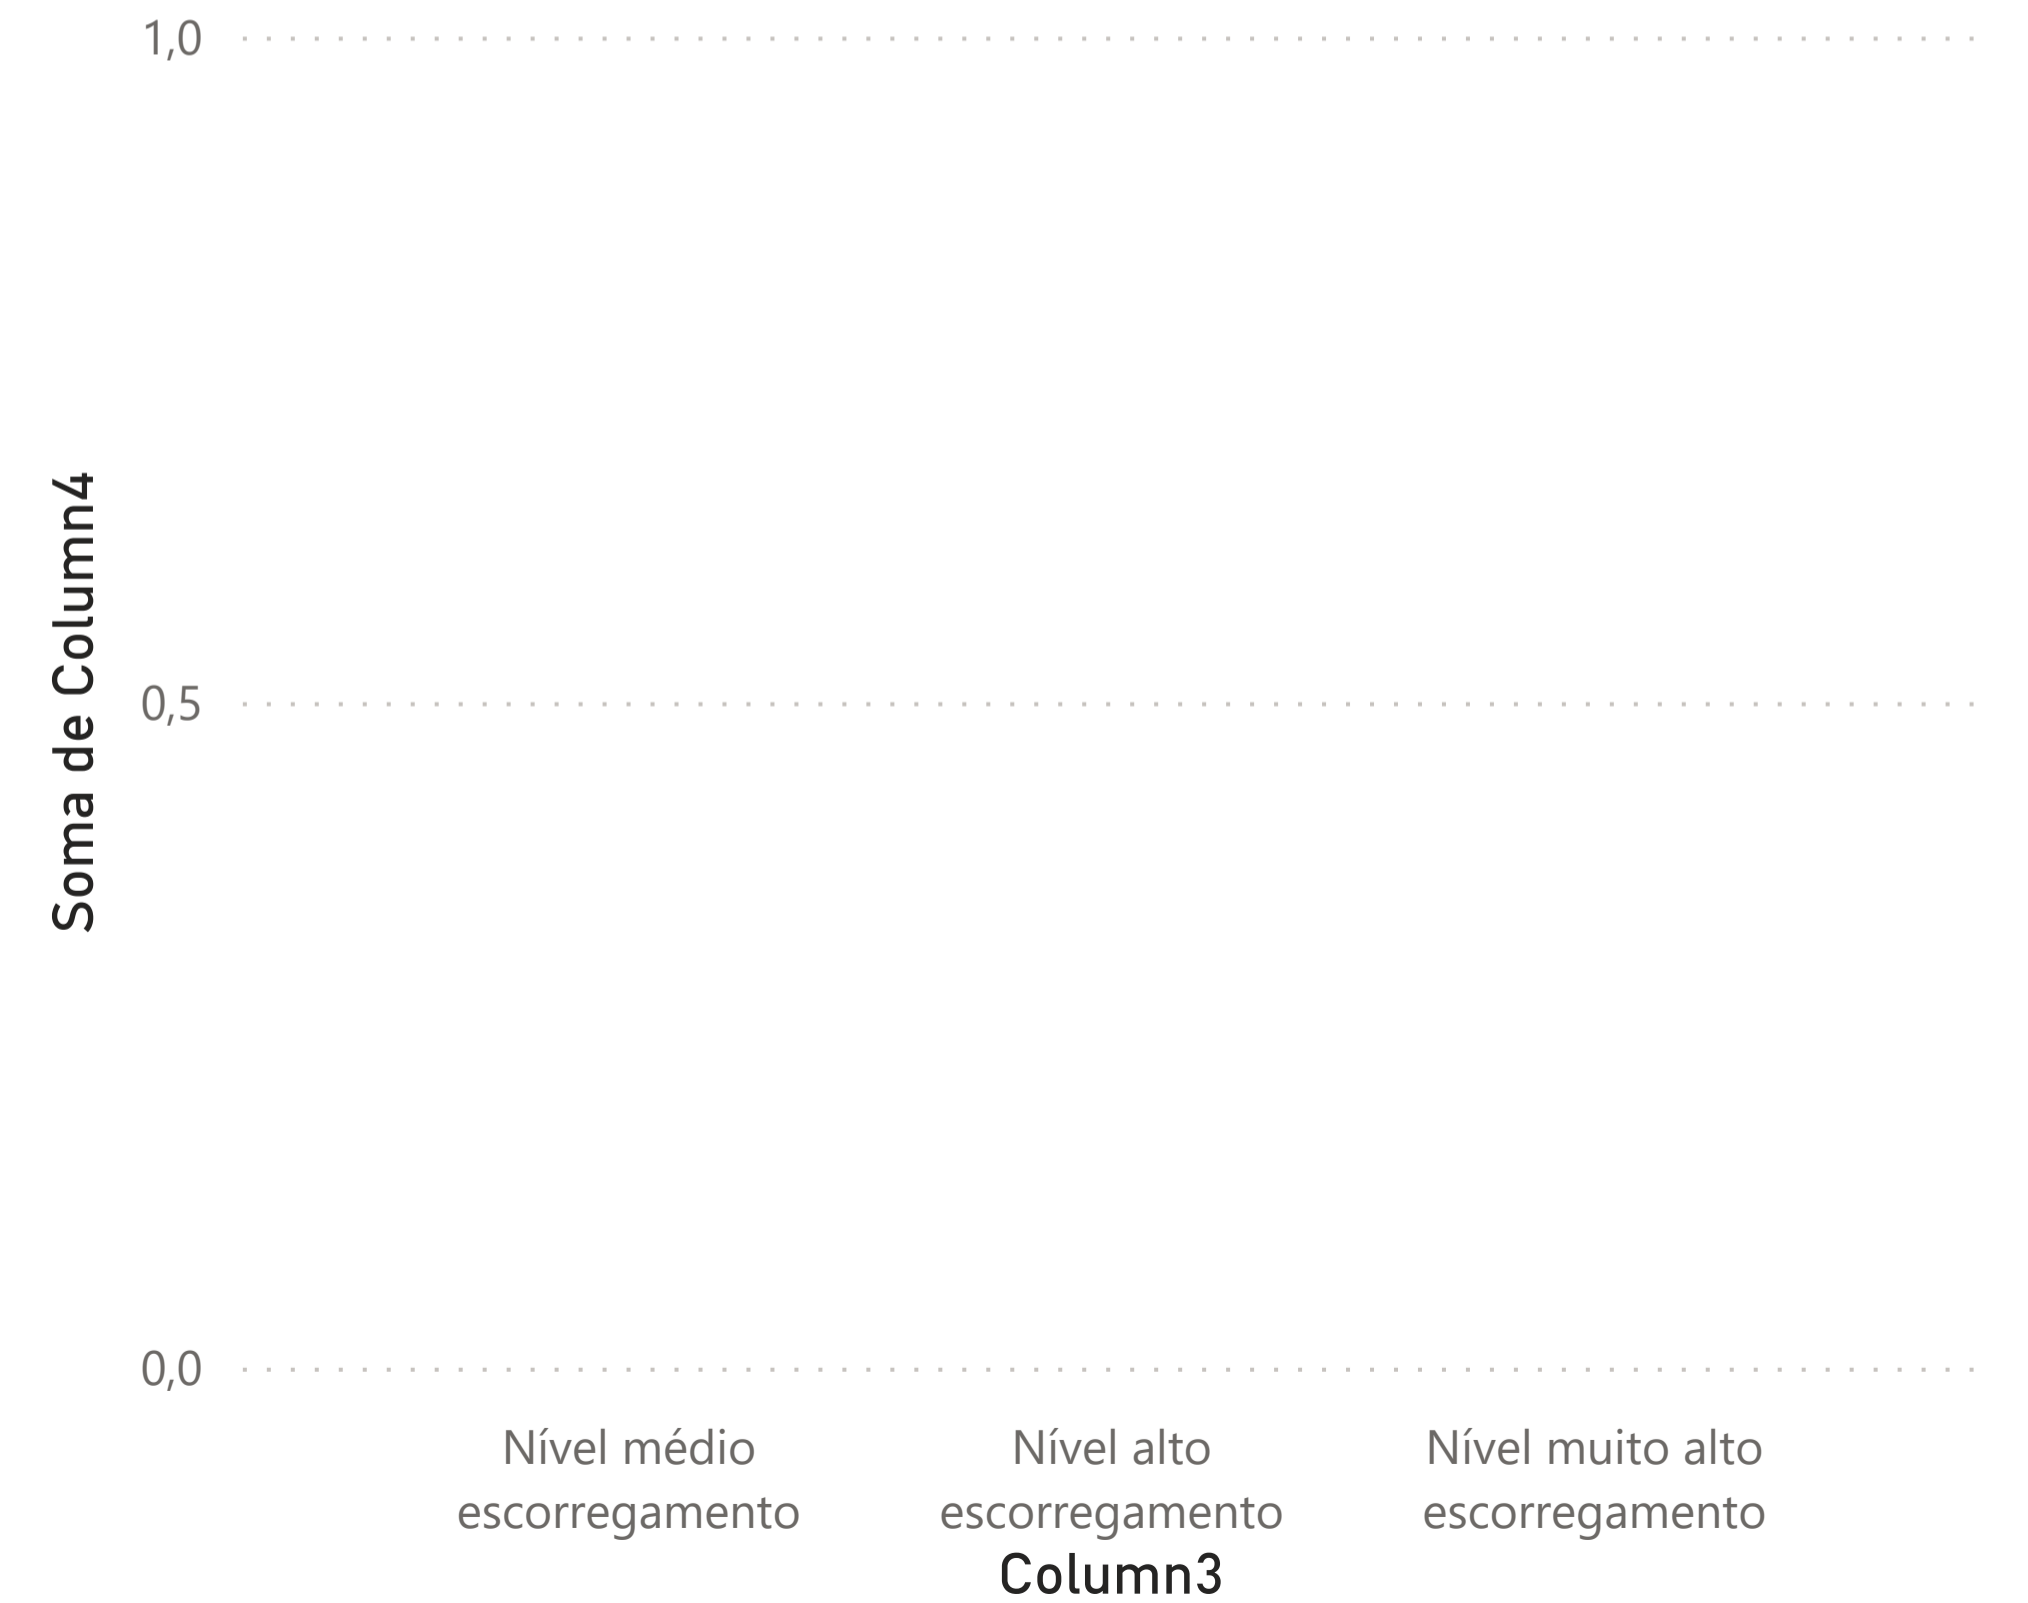 1,0
Soma de Column4
0,5
0,0
Nível médio
escorregamento
Nível alto
escorregamento
Nível muito alto
escorregamento
Column3